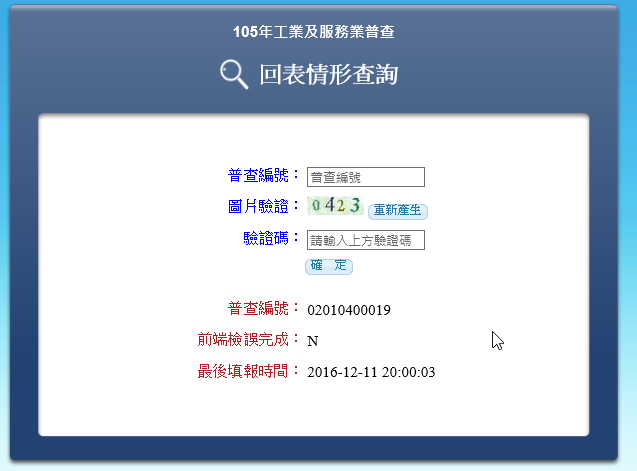 105年工業及服務業普查
回表情形查詢
普查編號： 普查編號
圖片驗證： 0423 重新產生
驗證碼： 請輸入上方驗證碼
確 定
普查編號： 02010400019
前端檢誤完成： N
最後填報時間： 2016-12-11 20:00:03